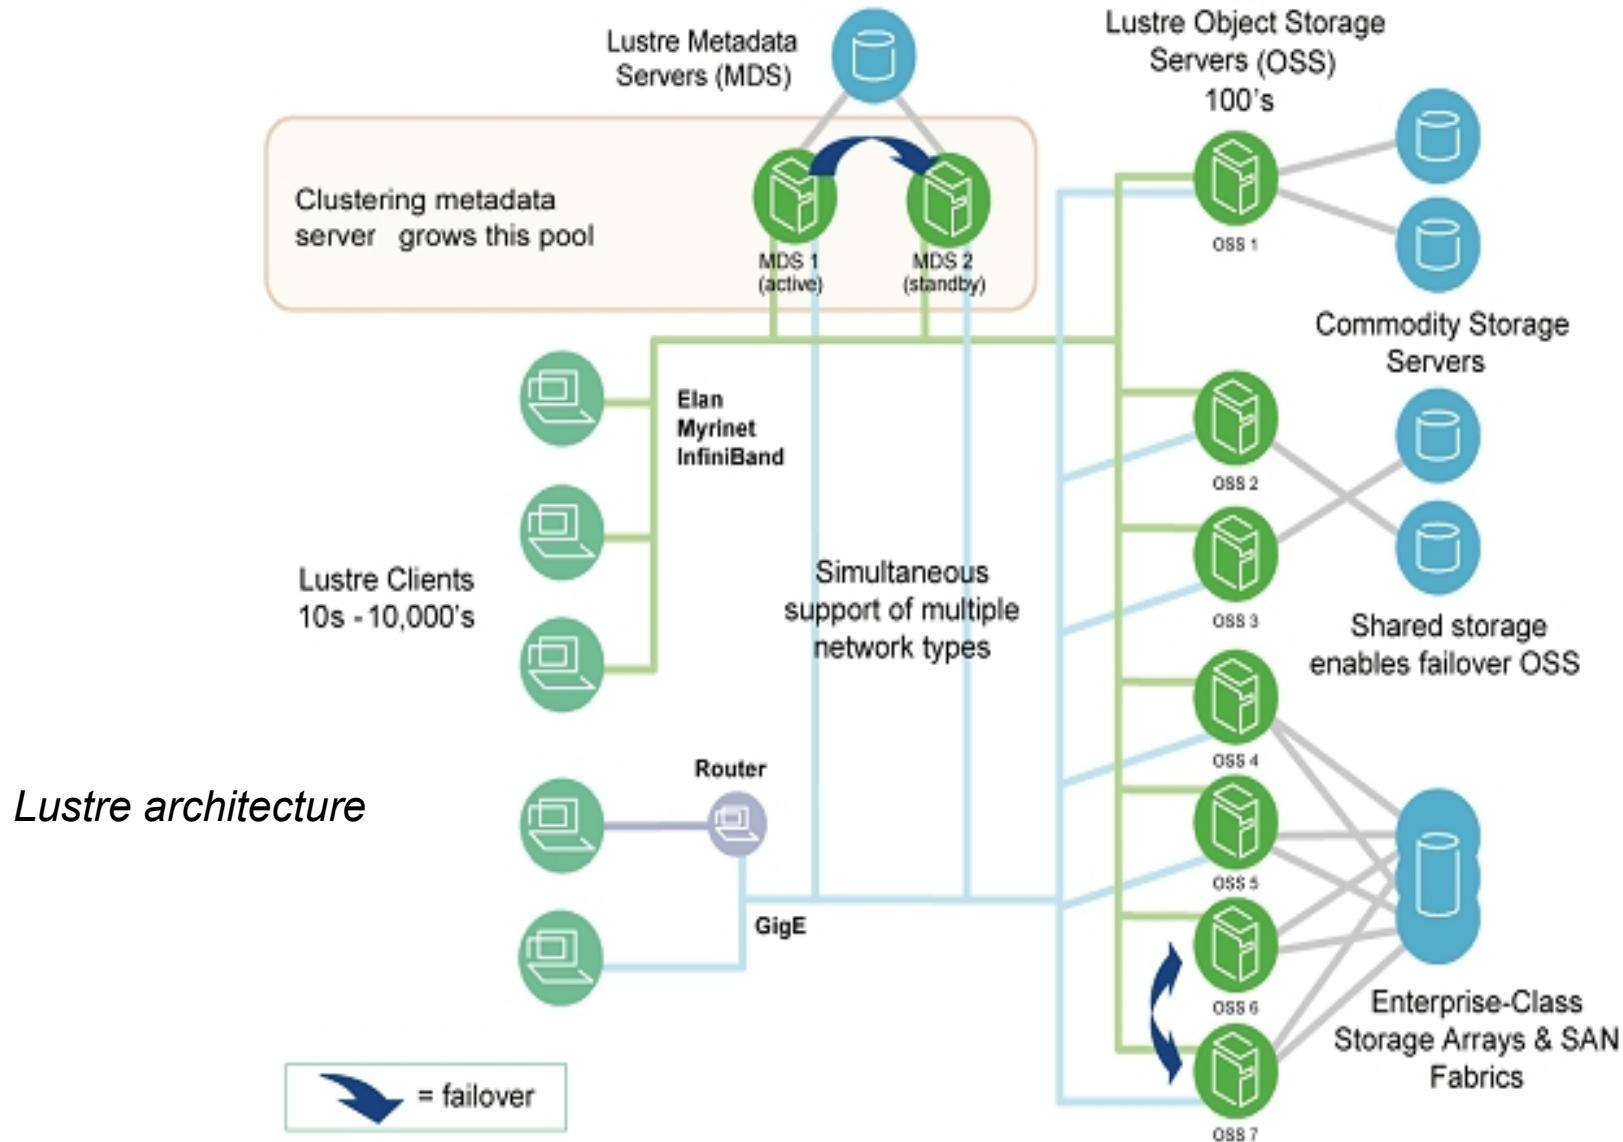 Lustre Metadata
Servers (MDS)
Lustre Object Storage
Servers (OSS)
100's
Clustering metadata
server grows this pool
MDS 1
(active)
MDS 2
(standby)
OSS 1
Commodity Storage
Servers
Elan
Myrinet
InfiniBand
OSS 2
Lustre Clients
10s - 10,000's
Simultaneous
support of multiple
network types
OSS 3
Shared storage
enables failover OSS
OSS 4
Router
Lustre architecture
OSS 5
GigE
OSS 6
Enterprise-Class
Storage Arrays & SAN
Fabrics
= failover
OSS 7